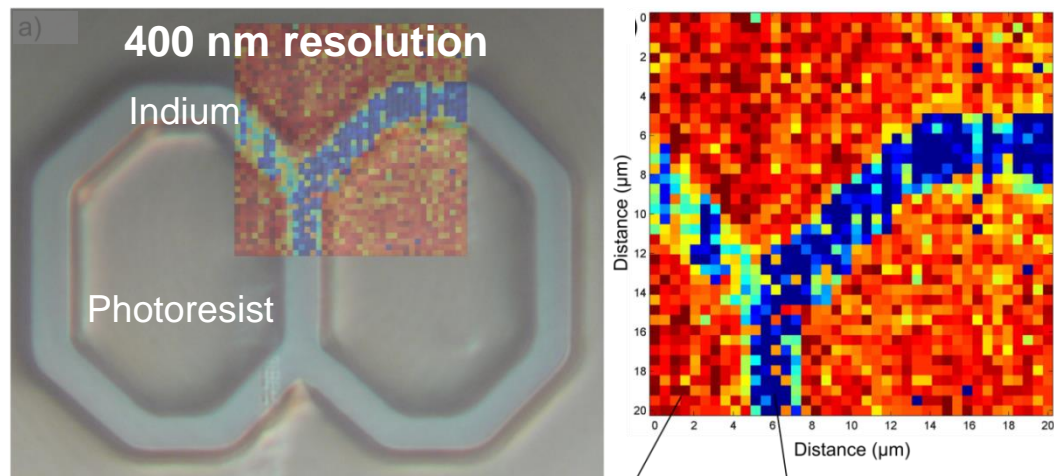 a)
400 nm resolution
Indium
Photoresist
)
0
2
4
6
8
10
12
14
16
18
20
Distance (µm)
0 2 4 6 8 10 12 14 16 18 20
Distance (µm)